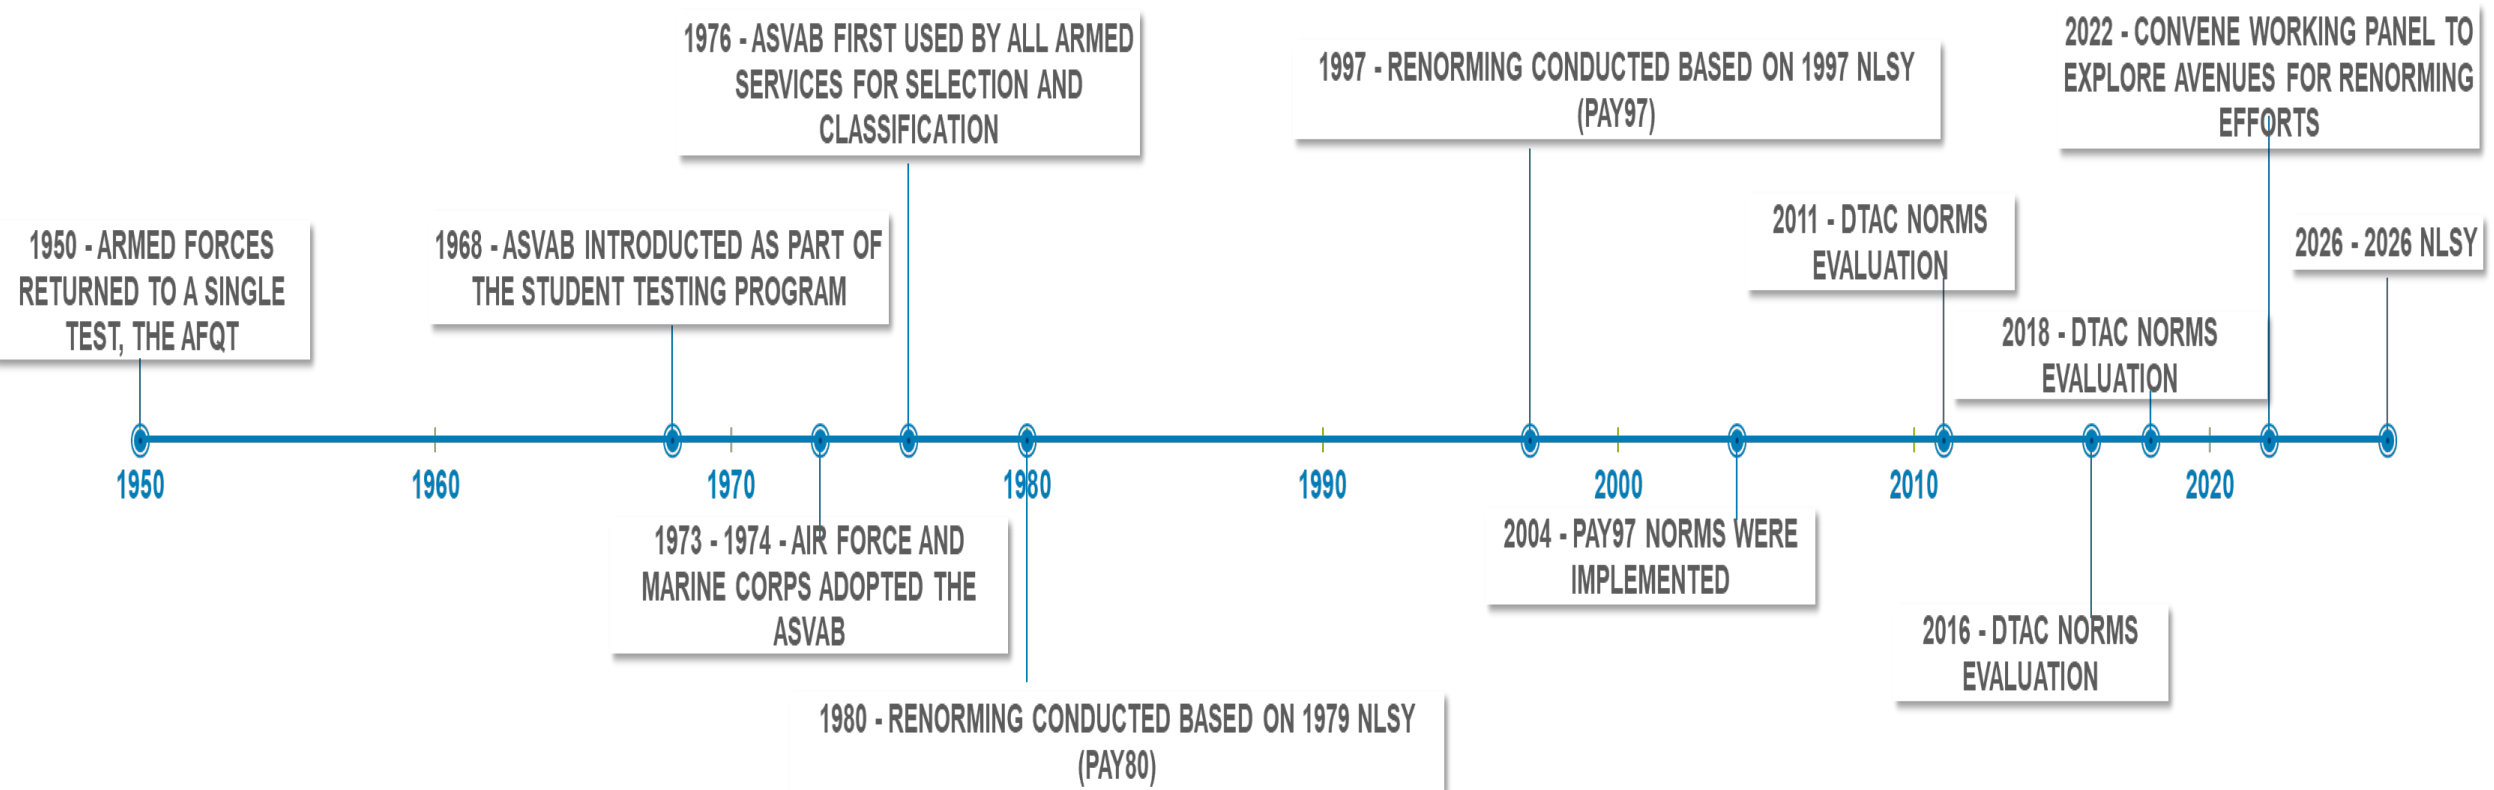 1950 - ARMED FORCES
RETURNED TO A SINGLE
TEST, THE AFQT
1968 - ASVAB INTRODUCTED AS PART OF
THE STUDENT TESTING PROGRAM
1976 - ASVAB FIRST USED BY ALL ARMED
SERVICES FOR SELECTION AND
CLASSIFICATION
1997 - RENORMING CONDUCTED BASED ON 1997 NLSY
(PAY97)
2011 - DTAC NORMS
EVALUATION
2018 - DTAC NORMS
EVALUATION
2022 - CONVENE WORKING PANEL TO
EXPLORE AVENUES FOR RENORMING
EFFORTS
2026 - 2026 NLSY
1950
1960
1970
1980
1990
2000
2010
2020
1973 - 1974 - AIR FORCE AND
MARINE CORPS ADOPTED THE
ASVAB
1980 - RENORMING CONDUCTED BASED ON 1979 NLSY
(PAY80)
2004 - PAY97 NORMS WERE
IMPLEMENTED
2016 - DTAC NORMS
EVALUATION